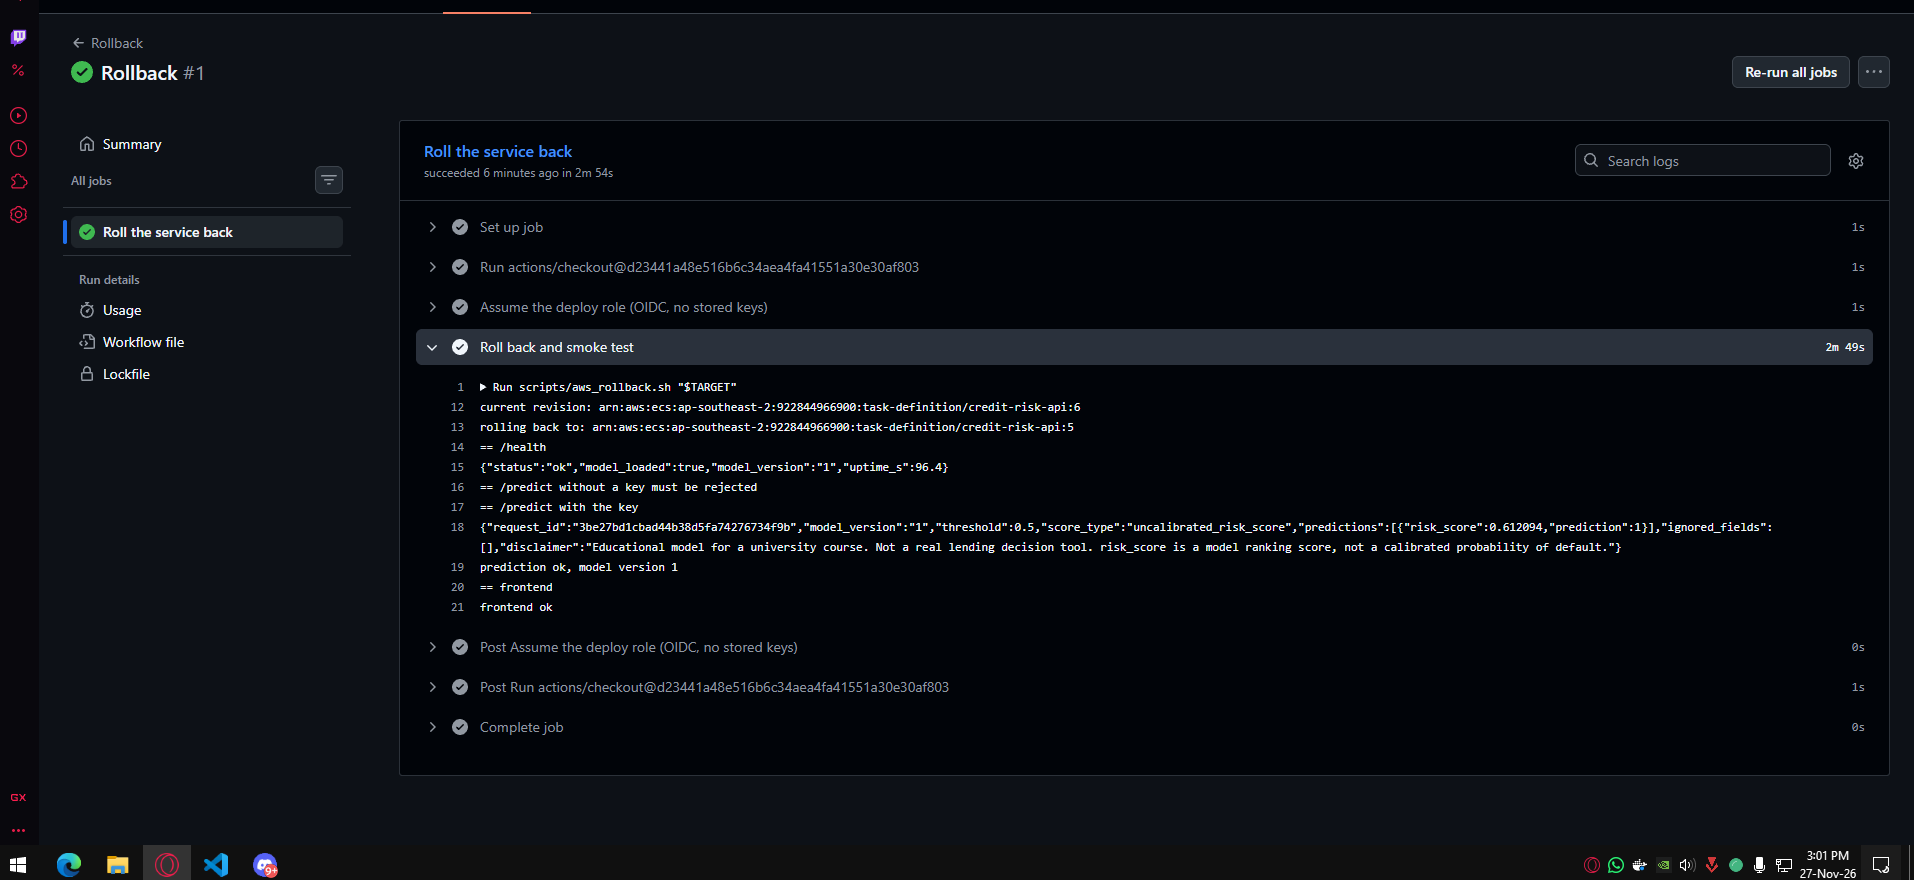 Rollback
Rollback #1
Re-run all jobs
Summary
All jobs
Roll the service back
Run details
Usage
Workflow file
Lockfile
Roll the service back
succeeded 6 minutes ago in 2m 54s
Search logs
Set up job 1s
Run actions/checkout@d23441a48e516b6c34aea4fa41551a30e30af803 1s
Assume the deploy role (OIDC, no stored keys) 1s
Roll back and smoke test 2m 49s
1 Run scripts/aws_rollback.sh "$TARGET"
12 current revision: arn:aws:ecs:ap-southeast-2:922844966900:task-definition/credit-risk-api:6
13 rolling back to: arn:aws:ecs:ap-southeast-2:922844966900:task-definition/credit-risk-api:5
14 == /health
15 {"status":"ok","model_loaded":true,"model_version":"1","uptime_s":96.4}
16 == /predict without a key must be rejected
17 == /predict with the key
18 {"request_id":"3be27bd1cbad44b38d5fa74276734f9b","model_version":"1","threshold":0.5,"score_type":"uncalibrated_risk_score","predictions":[{"risk_score":0.612094,"prediction":1}],"ignored_fields":
[],"disclaimer":"Educational model for a university course. Not a real lending decision tool. risk_score is a model ranking score, not a calibrated probability of default."}
19 prediction ok, model version 1
20 == frontend
21 frontend ok
Post Assume the deploy role (OIDC, no stored keys) 0s
Post Run actions/checkout@d23441a48e516b6c34aea4fa41551a30e30af803 1s
Complete job 0s
GX
9+
3:01 PM
27-Nov-26